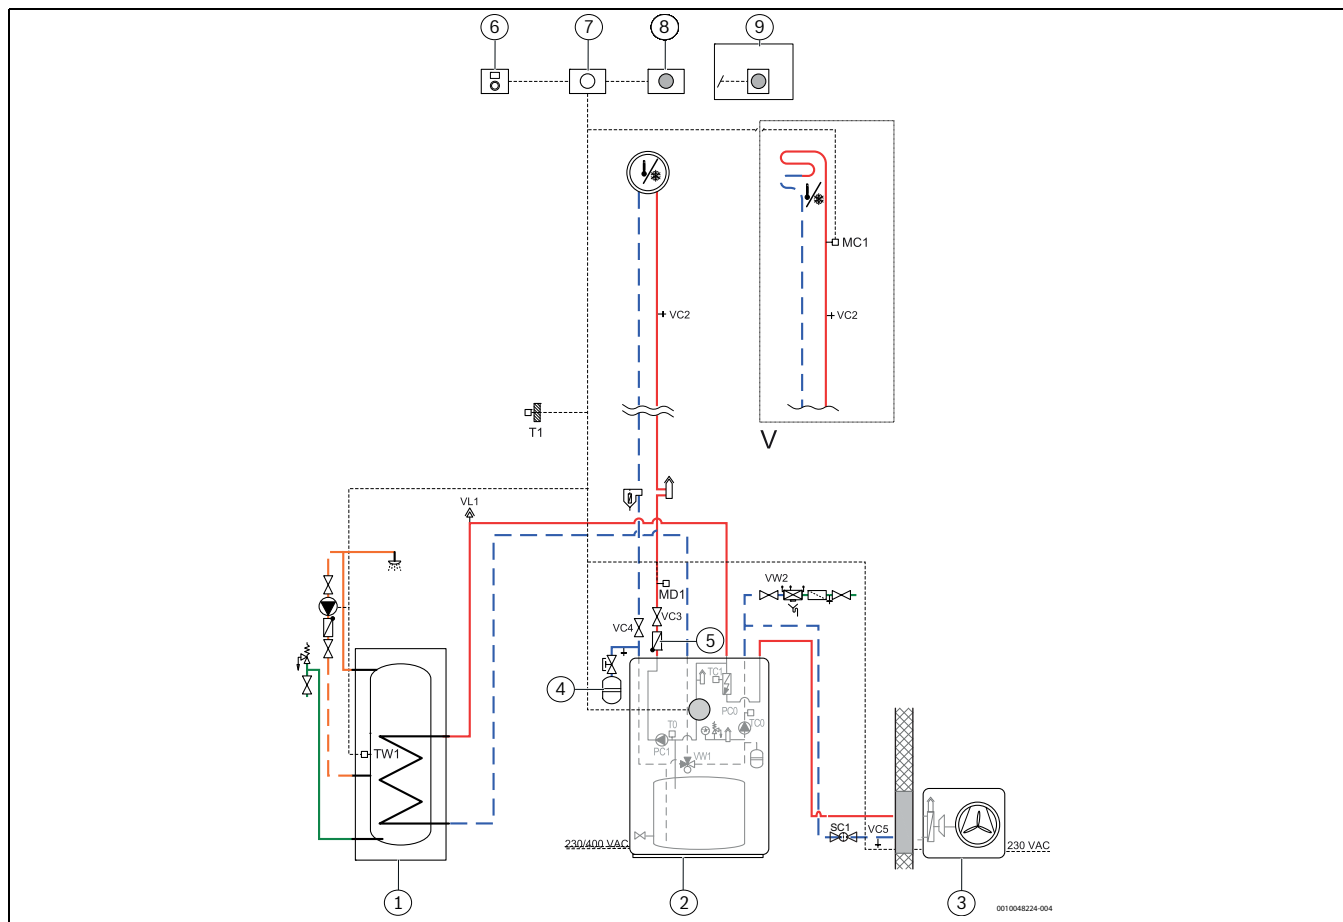 6
7
8
9
MC1
VC2
VC2
T1
V
VL1
VW2
MD1
VC3
VC4
5
4
TC1
PC0
TC0
T0
PC1
VW1
TW1
SC1
VC5
230/400 VAC
230 VAC
1
2
3
0010048224-004